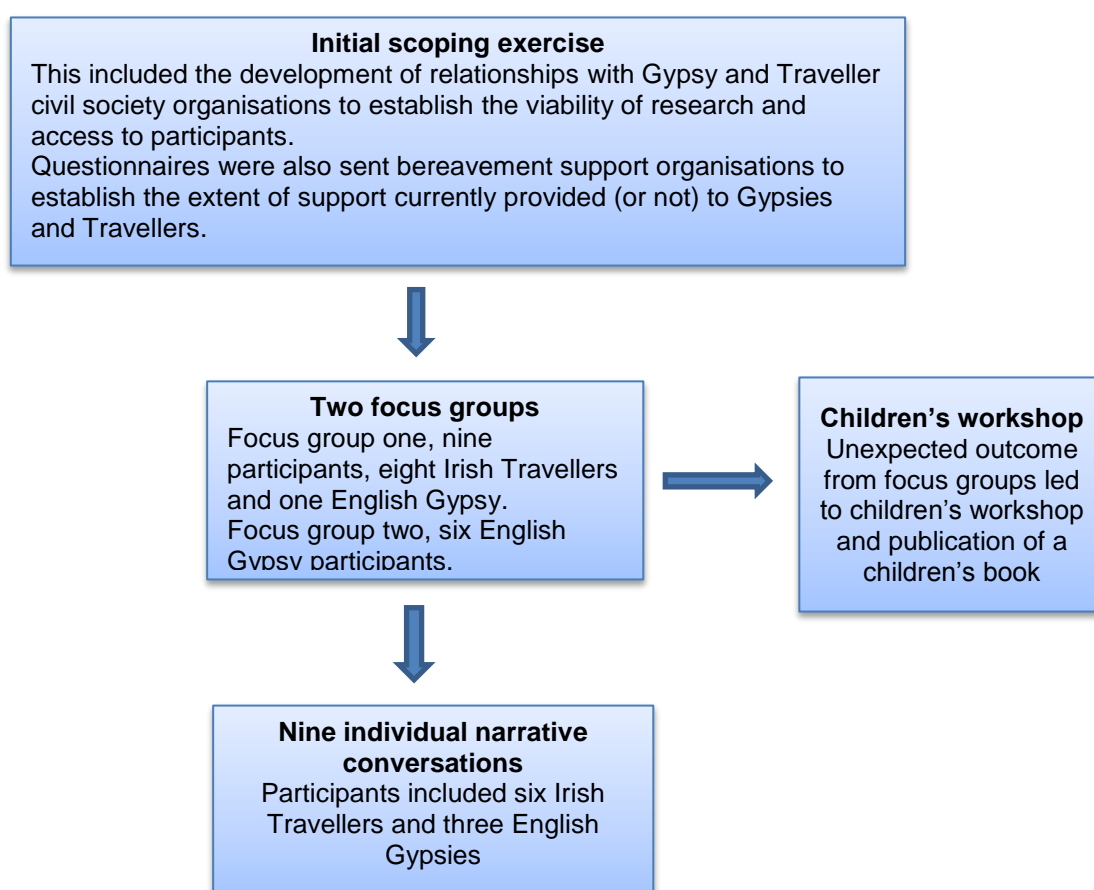 Initial scoping exercise
This included the development of relationships with Gypsy and Traveller
civil society organisations to establish the viability of research and
access to participants.
Questionnaires were also sent bereavement support organisations to
establish the extent of support currently provided (or not) to Gypsies
and Travellers.
Two focus groups
Focus group one, nine
participants, eight Irish Travellers
and one English Gypsy.
Focus group two, six English
Gypsy participants.
Children’s workshop
Unexpected outcome
from focus groups led
to children’s workshop
and publication of a
children’s book
Nine individual narrative
conversations
Participants included six Irish
Travellers and three English
Gypsies